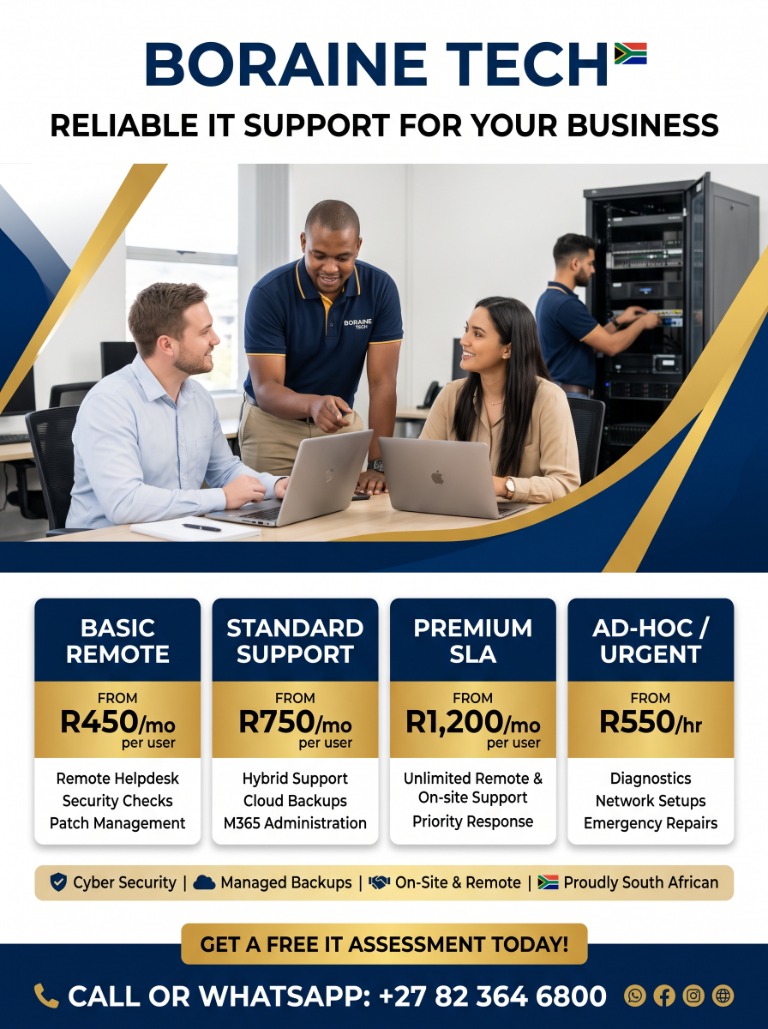 BORAINE TECH
RELIABLE IT SUPPORT FOR YOUR BUSINESS
BORAINE
TECH
BASIC
REMOTE
FROM
R450/mo
per user
Remote Helpdesk
Security Checks
Patch Management
STANDARD
SUPPORT
FROM
R750/mo
per user
Hybrid Support
Cloud Backups
M365 Administration
PREMIUM
SLA
FROM
R1,200/mo
per user
Unlimited Remote &
On-site Support
Priority Response
AD-HOC /
URGENT
FROM
R550/hr
Diagnostics
Network Setups
Emergency Repairs
Cyber Security | Managed Backups | On-Site & Remote | Proudly South African
GET A FREE IT ASSESSMENT TODAY!
CALL OR WHATSAPP: +27 82 364 6800